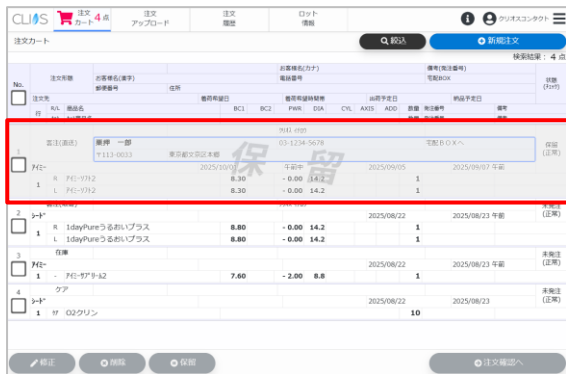 CLIAS 注文カート 4 点 注文アップロード 注文履歴 ロット情報 クリオスコンタクト
注文カート 絞込 新規注文
検索結果： 4 点
お客様名(カナ) 備考(発注番号)
No. 注文形態 お客様名(漢字) 電話番号 宅配BOX 状態
郵便番号 住所 (ﾁｪｯｸ)
注文先 着荷希望日 着荷希望時間帯 出荷予定日 納品予定日
行 R/L 商品名 BC1 BC2 PWR DIA CYL AXIS ADD 数量 発注番号 備考
1 客注(直送) 栗押 一郎 03-1234-5678 宅配ＢＯＸへ 保留
〒113-0033 東京都文京区本郷 (正常)
ｱｲﾐｰ 2025/10/0 午前中 2025/09/05 2025/09/07 午前
1 R ｱｲﾐｰｿﾌﾄ2 8.30 - 0.00 14.2 1
L ｱｲﾐｰｿﾌﾄ2 8.30 - 0.00 14.2 1
保 留
未発注
2 ｼｰﾄﾞ 2025/08/22 2025/08/23 午前 (正常)
1 R 1dayPureうるおいプラス 8.80 - 0.00 14.2 1
L 1dayPureうるおいプラス 8.80 - 0.00 14.2 1
3 在庫 未発注
ｱｲﾐｰ 2025/08/22 2025/08/23 午前 (正常)
1 - ｱｲﾐｰｻﾌﾟﾘｰﾑ2 7.60 - 2.00 8.8 1
4 ケア 未発注
ｼｰﾄﾞ 2025/08/22 2025/08/23 (正常)
1 ｹｱ O2クリン 10
修正 削除 保留 注文確認へ